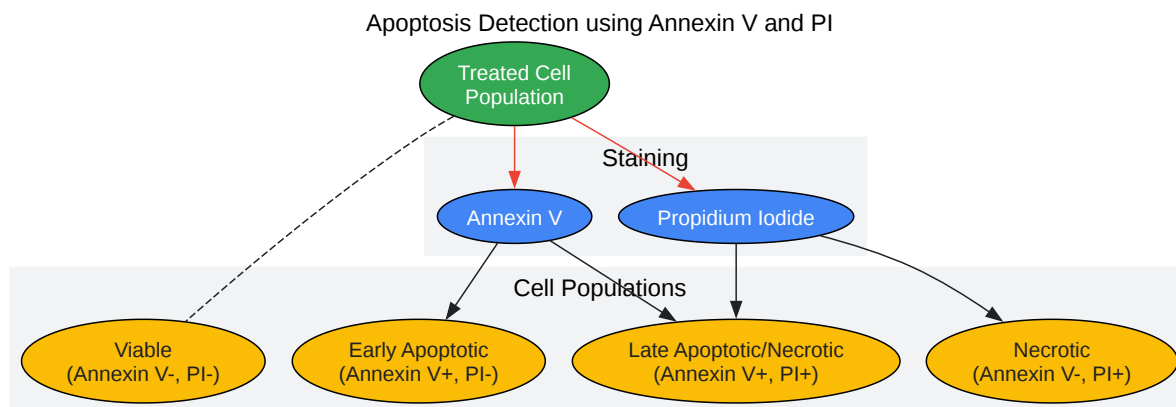 Apoptosis Detection using Annexin V and PI
Treated Cell
Population
Staining
Annexin V
Propidium Iodide
Cell Populations
Viable
(Annexin V-, PI-)
Early Apoptotic
(Annexin V+, PI-)
Late Apoptotic/Necrotic
(Annexin V+, PI+)
Necrotic
(Annexin V-, PI+)